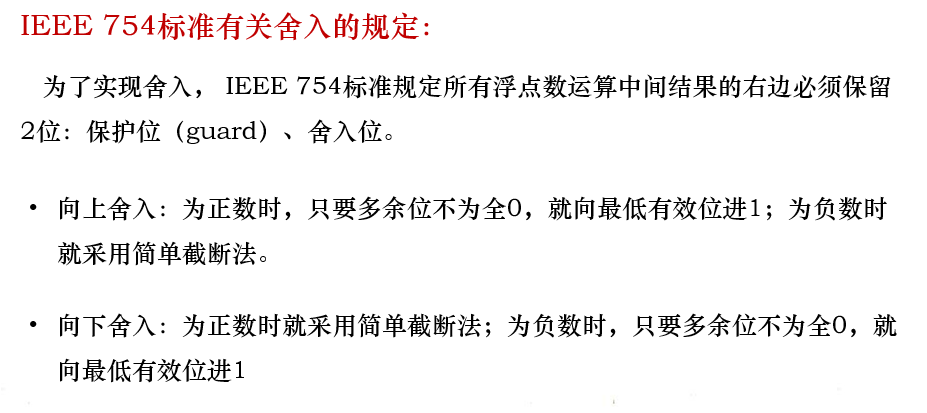 IEEE 754标准有关舍入的规定：
为了实现舍入， IEEE 754标准规定所有浮点数运算中间结果的右边必须保留
2位：保护位（guard）、舍入位。
• 向上舍入：为正数时，只要多余位不为全0，就向最低有效位进1；为负数时
就采用简单截断法。
• 向下舍入：为正数时就采用简单截断法；为负数时，只要多余位不为全0，就
向最低有效位进1